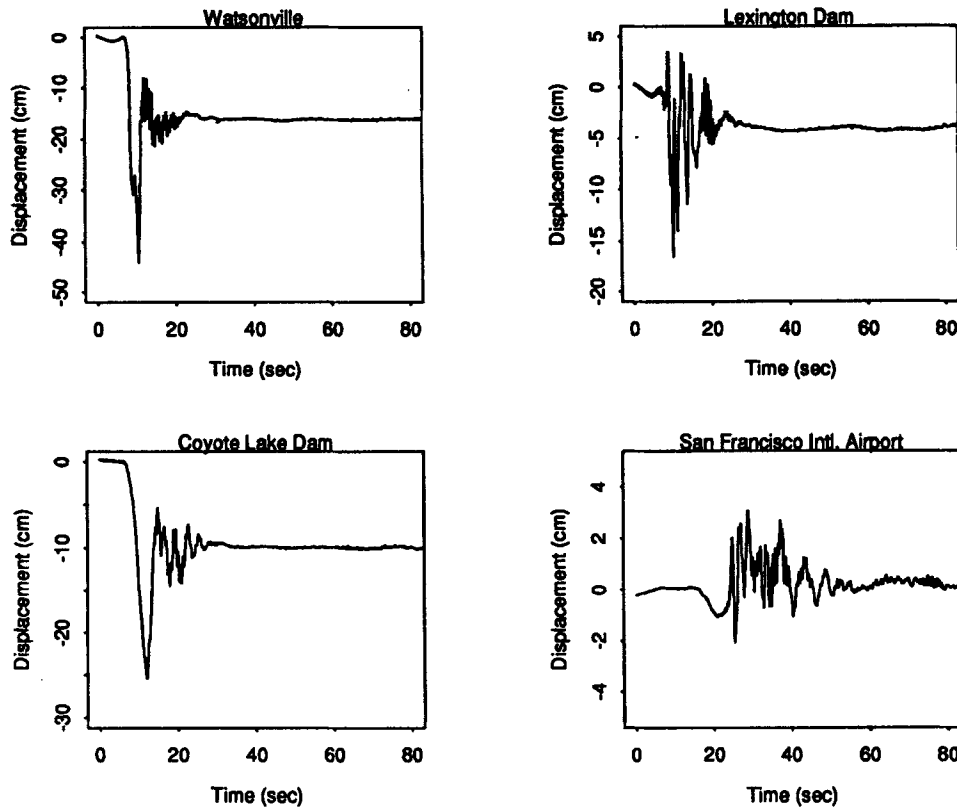 Watsonville
Displacement (cm)
0
-10
-20
-30
-40
-50
0 20 40 60 80
Time (sec)
Lexington Dam
Displacement (cm)
5
0
-5
-10
-15
-20
0 20 40 60 80
Time (sec)
Coyote Lake Dam
Displacement (cm)
0
-10
-20
-30
0 20 40 60 80
Time (sec)
San Francisco Intl. Airport
Displacement (cm)
4
2
0
-2
-4
0 20 40 60 80
Time (sec)